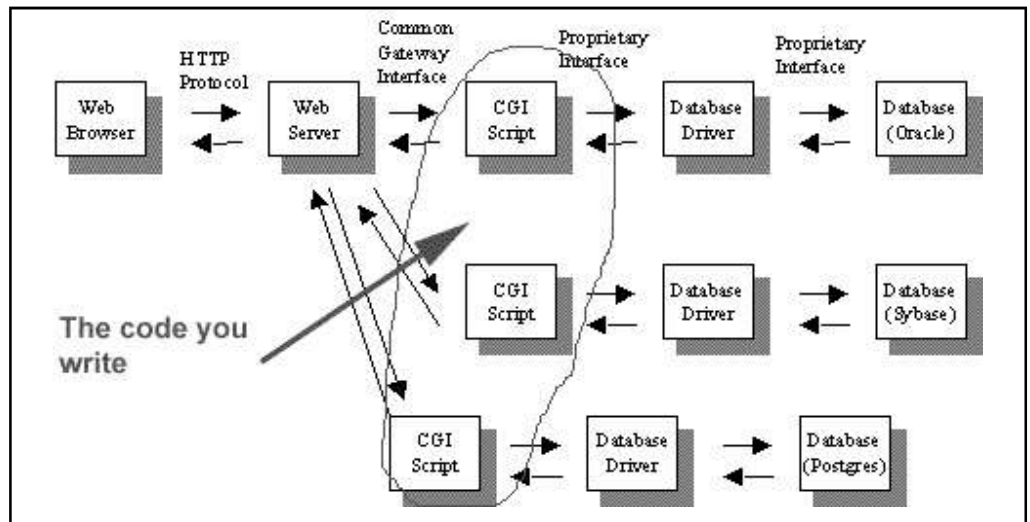 HTTP
Protocol
Common
Gateway
Interface
Proprietary
Interface
Proprietary
Interface
Web
Browser
Web
Server
CGI
Script
Database
Driver
Database
(Oracle)
CGI
Script
Database
Driver
Database
(Sybase)
The code you
write
CGI
Script
Database
Driver
Database
(Postgres)